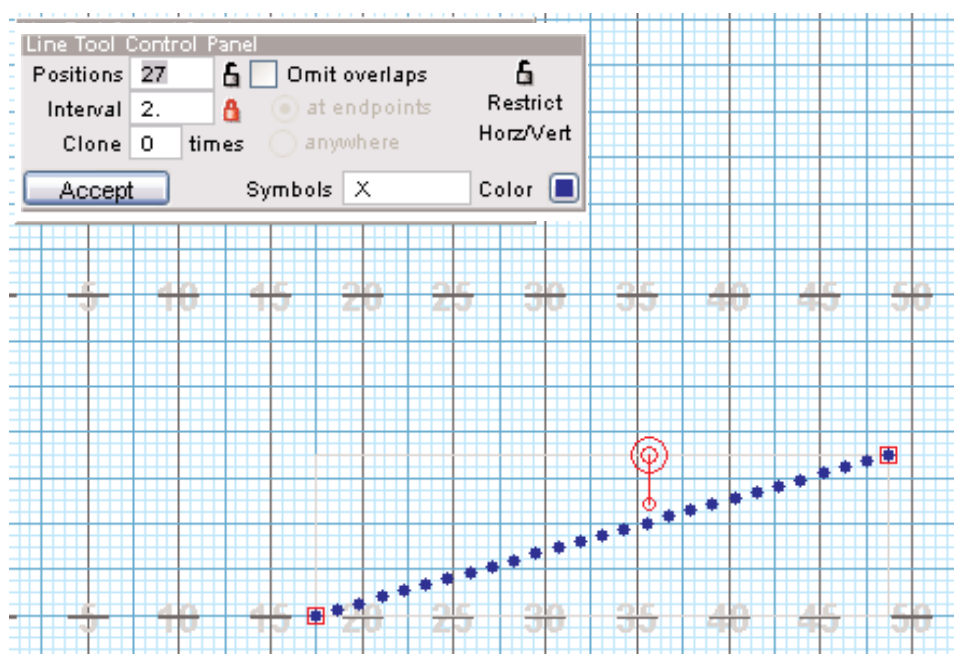 Line Tool Control Panel
Positions 27 Omit overlaps
Interval 2. at endpoints Restrict
Clone 0 times anywhere Horz/Vert
Accept Symbols X Color
5 10 15 20 25 30 35 40 45 50
5 10 15 20 25 30 35 40 45 50